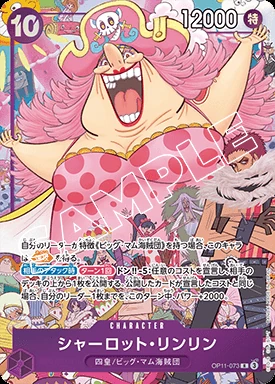 10
12000
特
SAMPLE
自分のリーダーが特徴《ビッグ・マム海賊団》を持つ場合、このキャラ
は、
を得る。
相手のアタック時 ターン1回 ドン!!-5:任意のコストを宣言し、相手の
デッキの上から1枚を公開する。公開したカードが宣言したコストと同
じ場合、自分のリーダー1枚までを、このターン中、パワー+2000。
CHARACTER
シャーロット・リンリン
四皇/ビッグ・マム海賊団
OP11-073 R